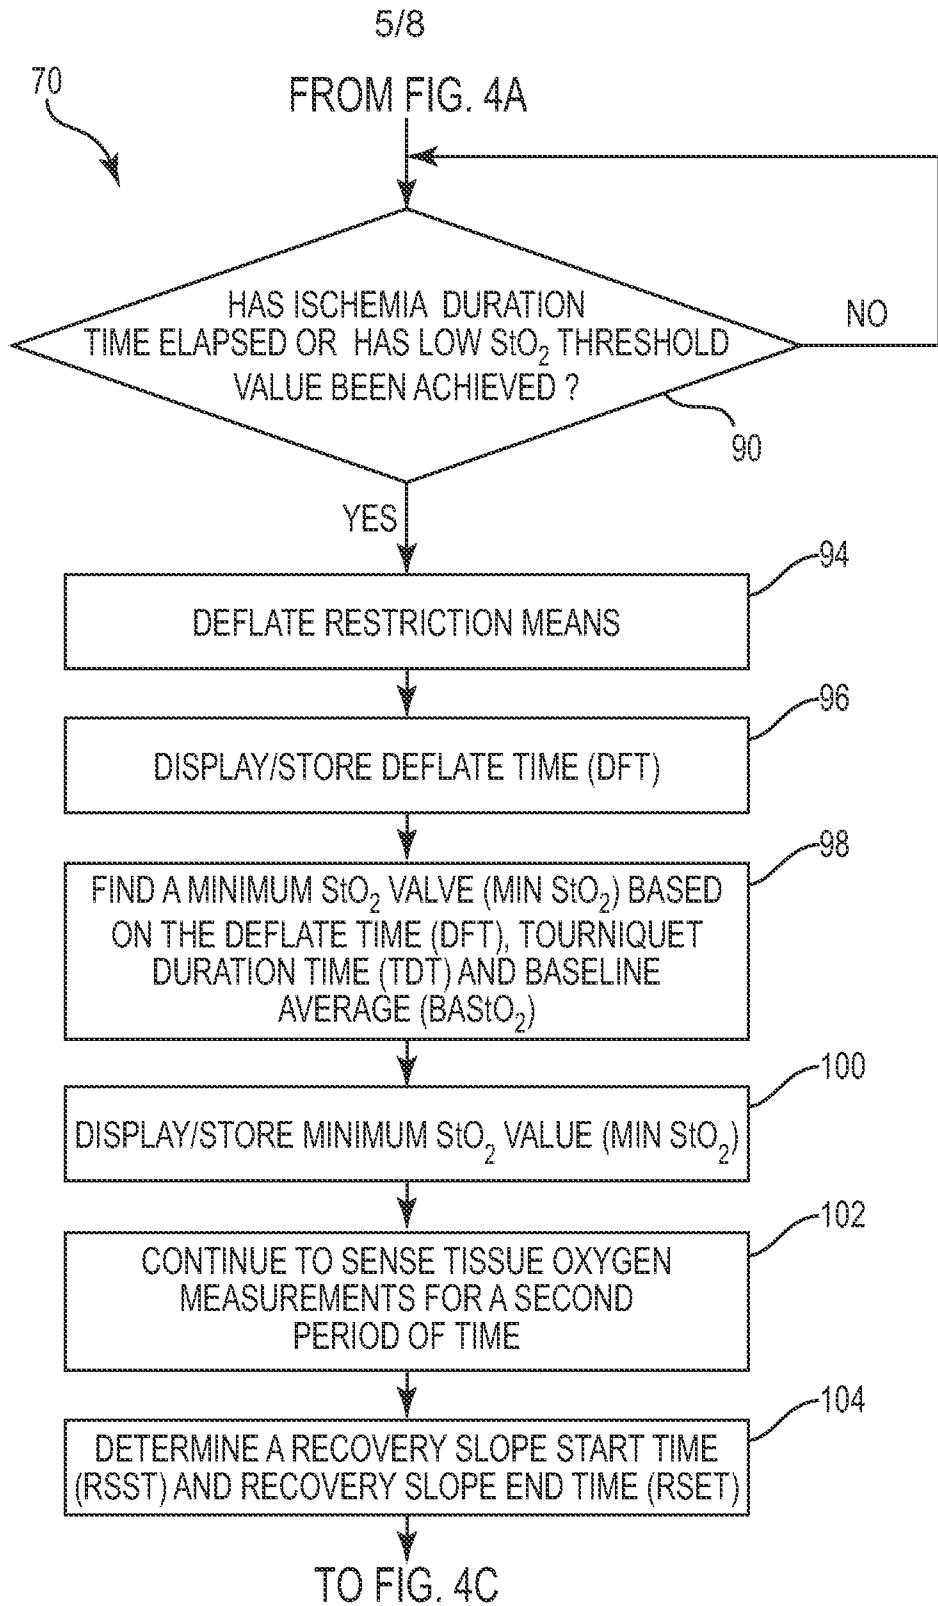 5/8
70
FROM FIG. 4A
HAS ISCHEMIA DURATION
TIME ELAPSED OR HAS LOW StO₂ THRESHOLD
VALUE BEEN ACHIEVED ?
NO
90
YES
94
DEFLATE RESTRICTION MEANS
96
DISPLAY/STORE DEFLATE TIME (DFT)
98
FIND A MINIMUM StO₂ VALVE (MIN StO₂) BASED
ON THE DEFLATE TIME (DFT), TOURNIQUET
DURATION TIME (TDT) AND BASELINE
AVERAGE (BAStO₂)
100
DISPLAY/STORE MINIMUM StO₂ VALUE (MIN StO₂)
102
CONTINUE TO SENSE TISSUE OXYGEN
MEASUREMENTS FOR A SECOND
PERIOD OF TIME
104
DETERMINE A RECOVERY SLOPE START TIME
(RSST) AND RECOVERY SLOPE END TIME (RSET)
TO FIG. 4C